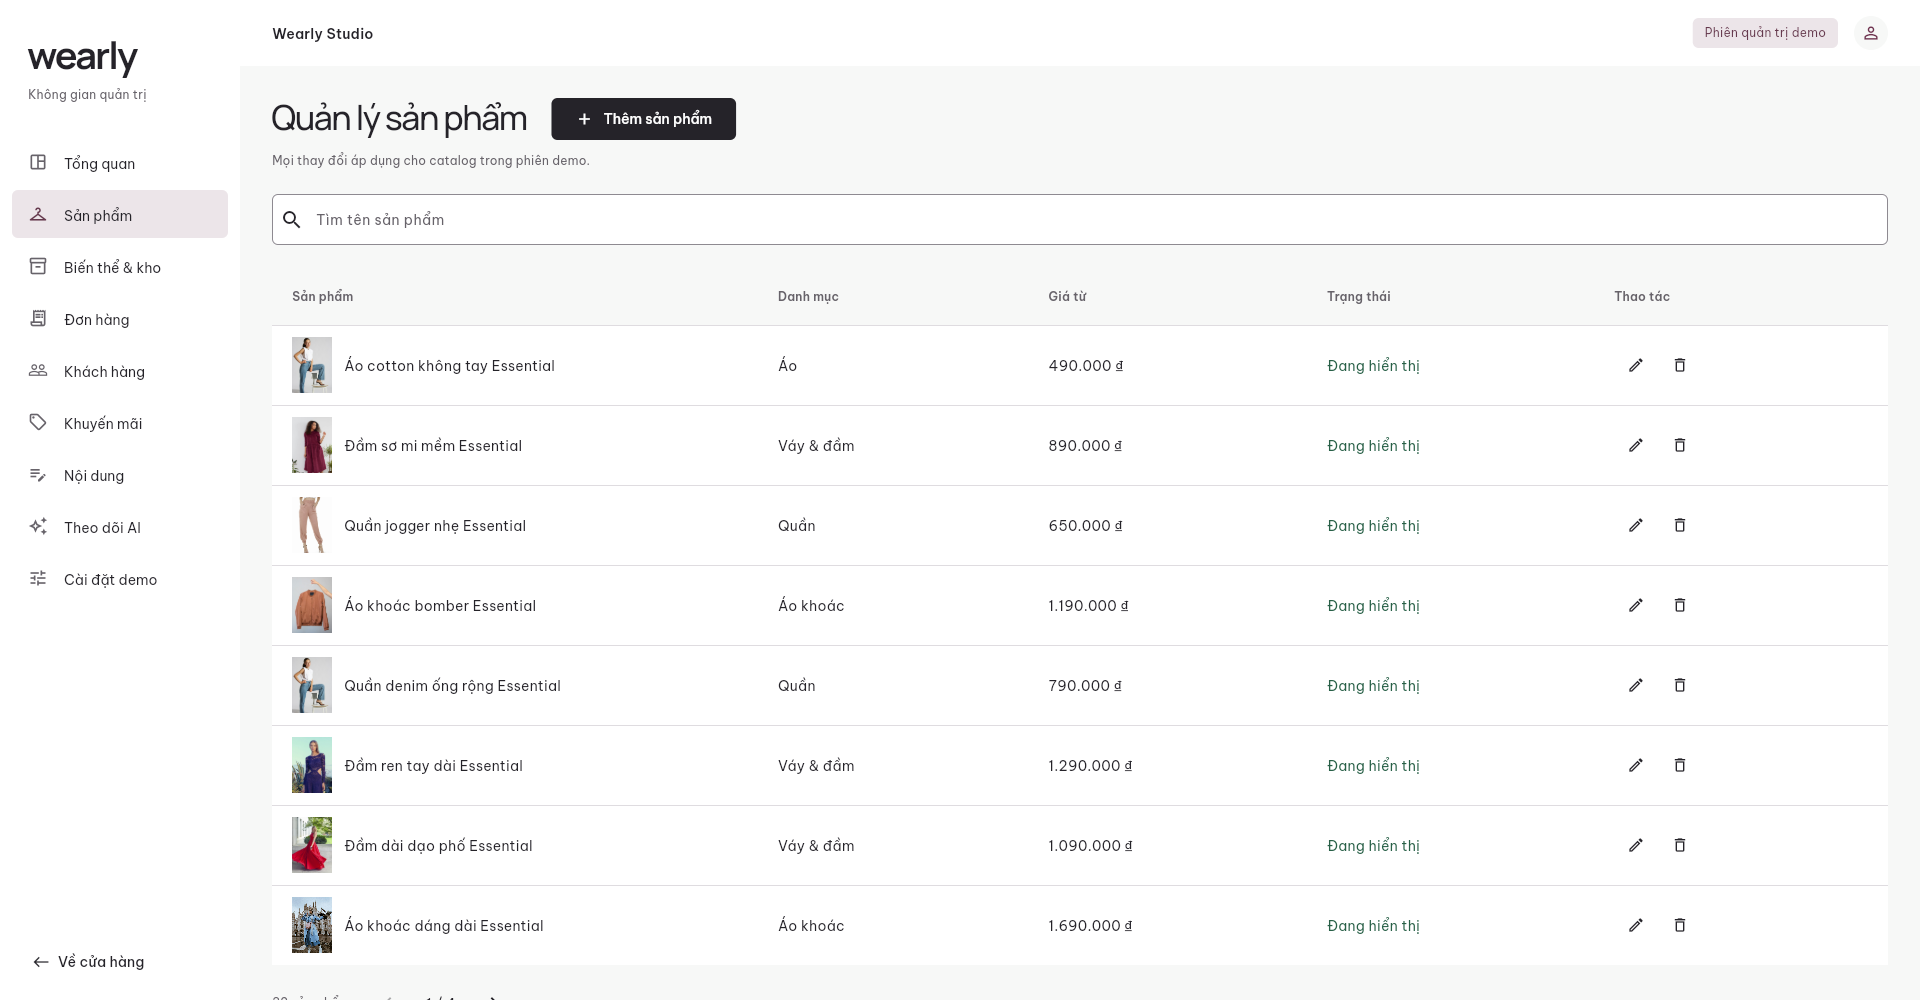 wearly
Không gian quản trị
Tổng quan
Sản phẩm
Biến thể & kho
Đơn hàng
Khách hàng
Khuyến mãi
Nội dung
Theo dõi AI
Cài đặt demo
Về cửa hàng
Wearly Studio
Phiên quản trị demo
Quản lý sản phẩm
Thêm sản phẩm
Mọi thay đổi áp dụng cho catalog trong phiên demo.
Tìm tên sản phẩm
Sản phẩm Danh mục Giá từ Trạng thái Thao tác
Áo cotton không tay Essential Áo 490.000 ₫ Đang hiển thị
Đầm sơ mi mềm Essential Váy & đầm 890.000 ₫ Đang hiển thị
Quần jogger nhẹ Essential Quần 650.000 ₫ Đang hiển thị
Áo khoác bomber Essential Áo khoác 1.190.000 ₫ Đang hiển thị
Quần denim ống rộng Essential Quần 790.000 ₫ Đang hiển thị
Đầm ren tay dài Essential Váy & đầm 1.290.000 ₫ Đang hiển thị
Đầm dài dạo phố Essential Váy & đầm 1.090.000 ₫ Đang hiển thị
Áo khoác dáng dài Essential Áo khoác 1.690.000 ₫ Đang hiển thị